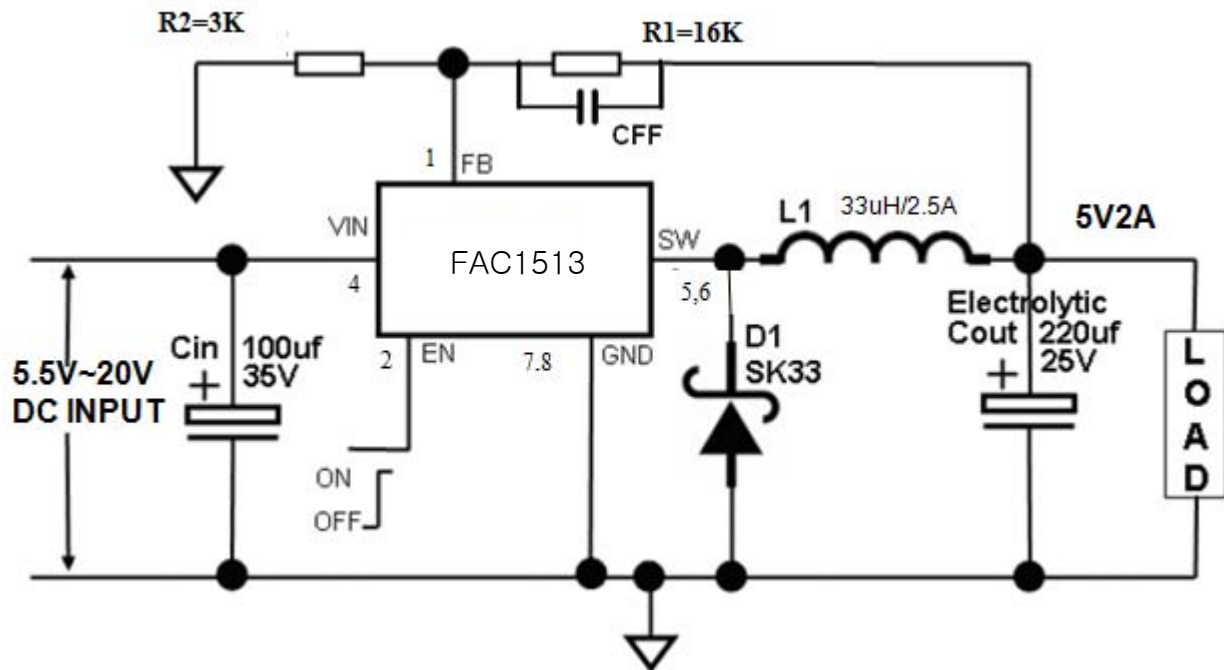 R2=3K
R1=16K
CFF
1
FB
VIN
4
FAC1513
SW
5,6
L1
33uH/2.5A
5V2A
2
EN
7.8
GND
Cin
100uf
35V
5.5V~20V
DC INPUT
ON
OFF
D1
SK33
Electrolytic
Cout
220uf
25V
LOAD